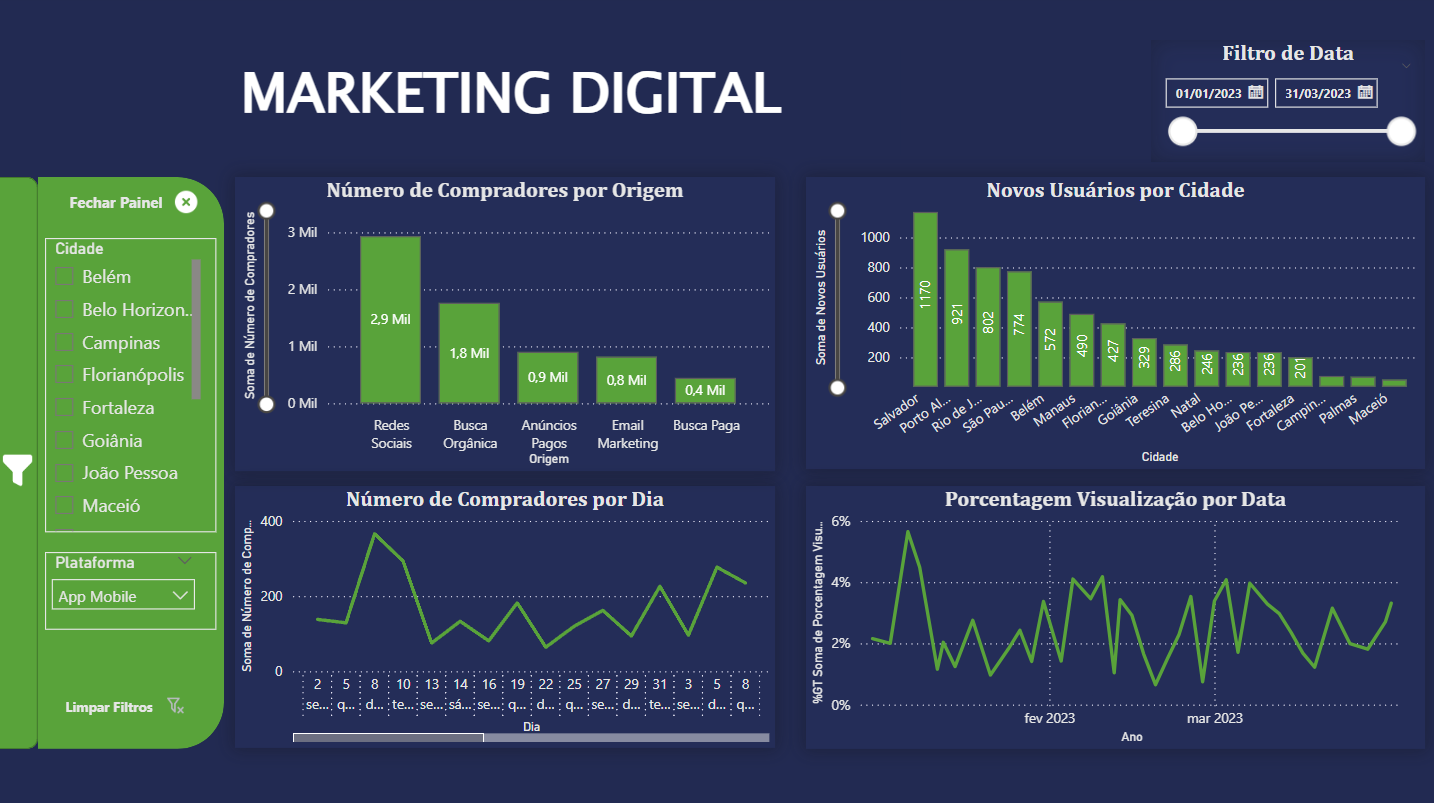 MARKETING DIGITAL
Filtro de Data
01/01/2023
31/03/2023
Fechar Painel
Cidade
Belém
Belo Horizon..
Campinas
Florianópolis
Fortaleza
Goiânia
João Pessoa
Maceió
Plataforma
App Mobile
Limpar Filtros
Número de Compradores por Origem
Soma de Número de Compradores
3 Mil
2 Mil
1 Mil
0 Mil
2,9 Mil
1,8 Mil
0,9 Mil
0,8 Mil
0,4 Mil
Redes
Sociais
Busca
Orgânica
Anúncios
Pagos
Email
Marketing
Busca Paga
Origem
Novos Usuários por Cidade
Soma de Novos Usuários
1000
800
600
400
200
1170
921
802
774
572
490
427
329
286
246
236
236
201
Salvador
Porto Al...
Rio de J...
São Pau...
Belém
Manaus
Florian...
Goiânia
Teresina
Natal
Belo Ho...
João Pe...
Fortaleza
Campin...
Palmas
Maceió
Cidade
Número de Compradores por Dia
Soma de Número de Comp...
400
200
0
2 5 8 10 13 14 16 19 22 25 27 29 31 3 5 8
se... q... d... te... se... sá... se... q... d... q... se... d... te... se... d... q...
Dia
Porcentagem Visualização por Data
%GT Soma de Porcentagem Visu...
6%
4%
2%
0%
fev 2023
mar 2023
Ano